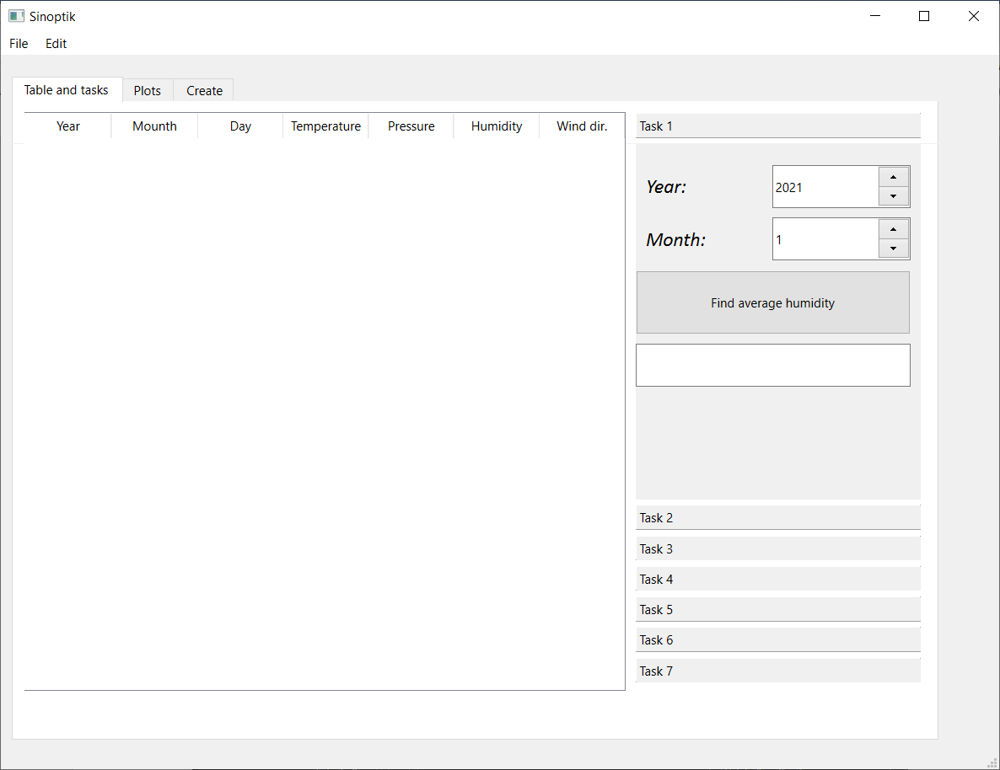 Sinoptik
File Edit
Table and tasks Plots Create
Year Mounth Day Temperature Pressure Humidity Wind dir.
Task 1
Year: 2021
Month: 1
Find average humidity
Task 2
Task 3
Task 4
Task 5
Task 6
Task 7